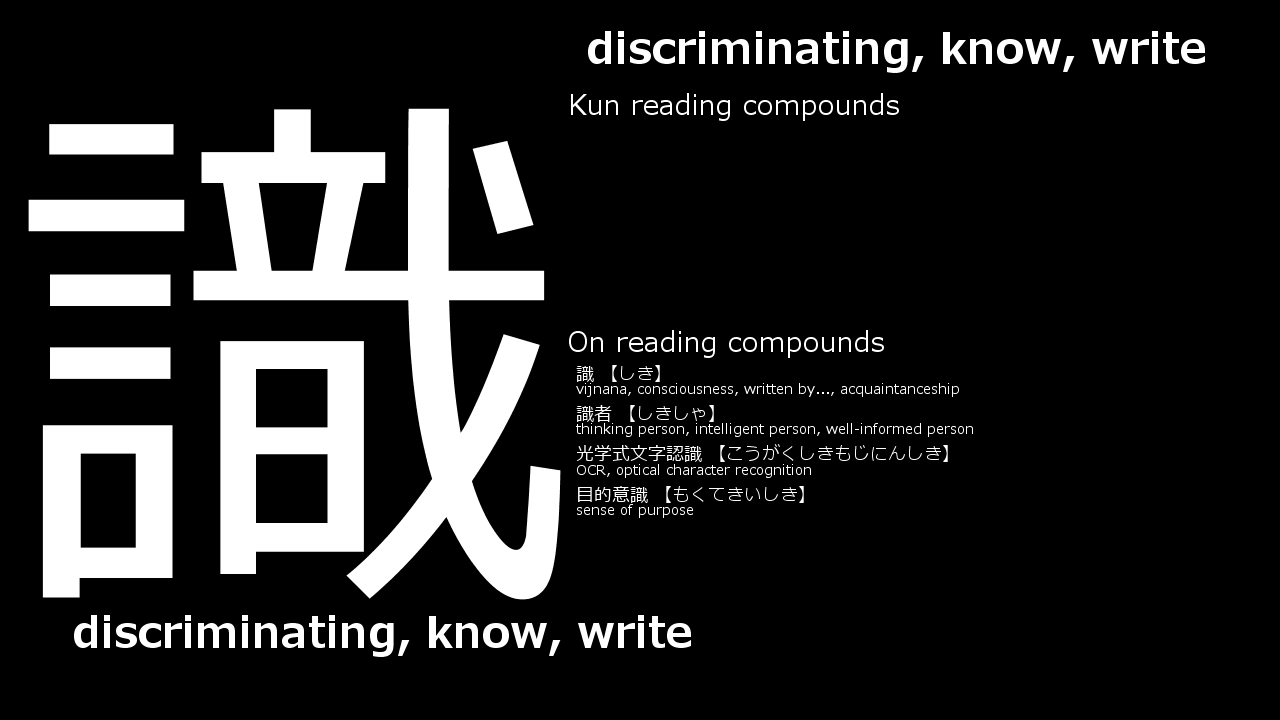 discriminating, know, write
Kun reading compounds
識
On reading compounds
識 【しき】
vijnana, consciousness, written by..., acquaintanceship
識者 【しきしゃ】
thinking person, intelligent person, well-informed person
光学式文字認識 【こうがくしきもじにんしき】
OCR, optical character recognition
目的意識 【もくてきいしき】
sense of purpose
discriminating, know, write